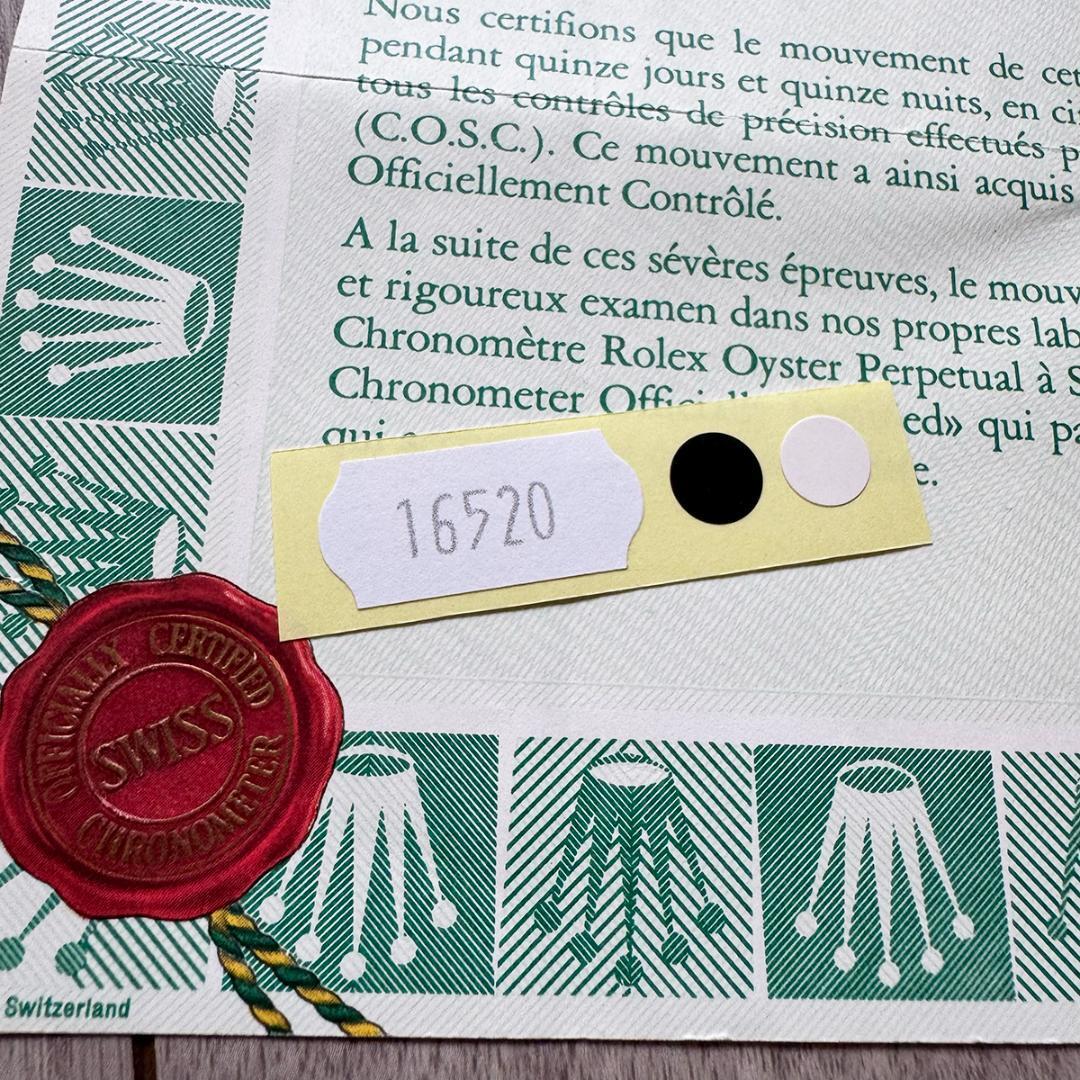 Nous certifions que le mouvement de cet
pendant quinze jours et quinze nuits, en
tous les contrôles de précision effectués p
(C.O.S.C.). Ce mouvement a ainsi acquis
Officiellement Contrôlé.
A la suite de ces sévères épreuves, le mouv
et rigoureux examen dans nos propres lab
Chronomètre Rolex Oyster Perpetual à S
Chronometer ed» qui pa
qui e.
16520
OFFICIALLY CERTIFIED
SWISS
CHRONOMETER
Switzerland